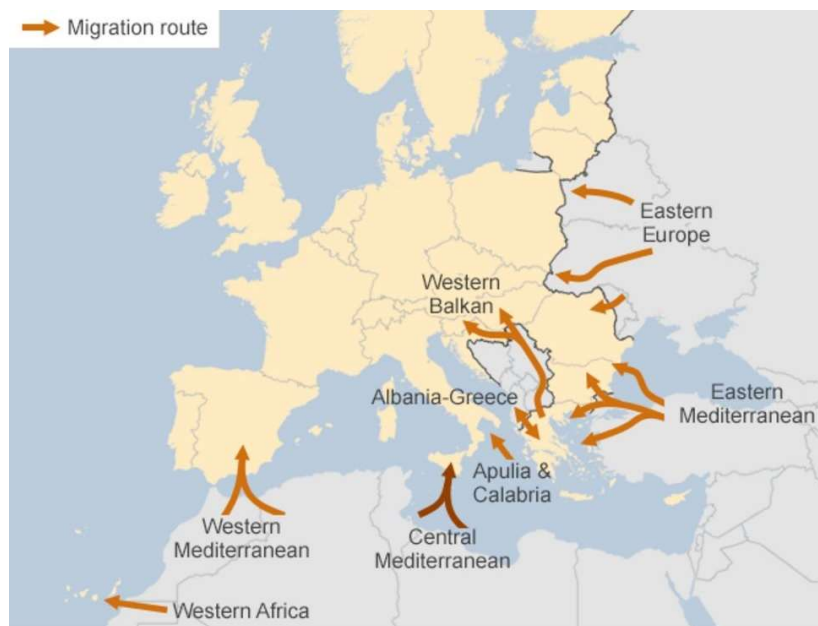 Migration route
Eastern
Europe
Western
Balkan
Albania-Greece
Eastern
Mediterranean
Apulia &
Calabria
Western
Mediterranean
Central
Mediterranean
Western Africa